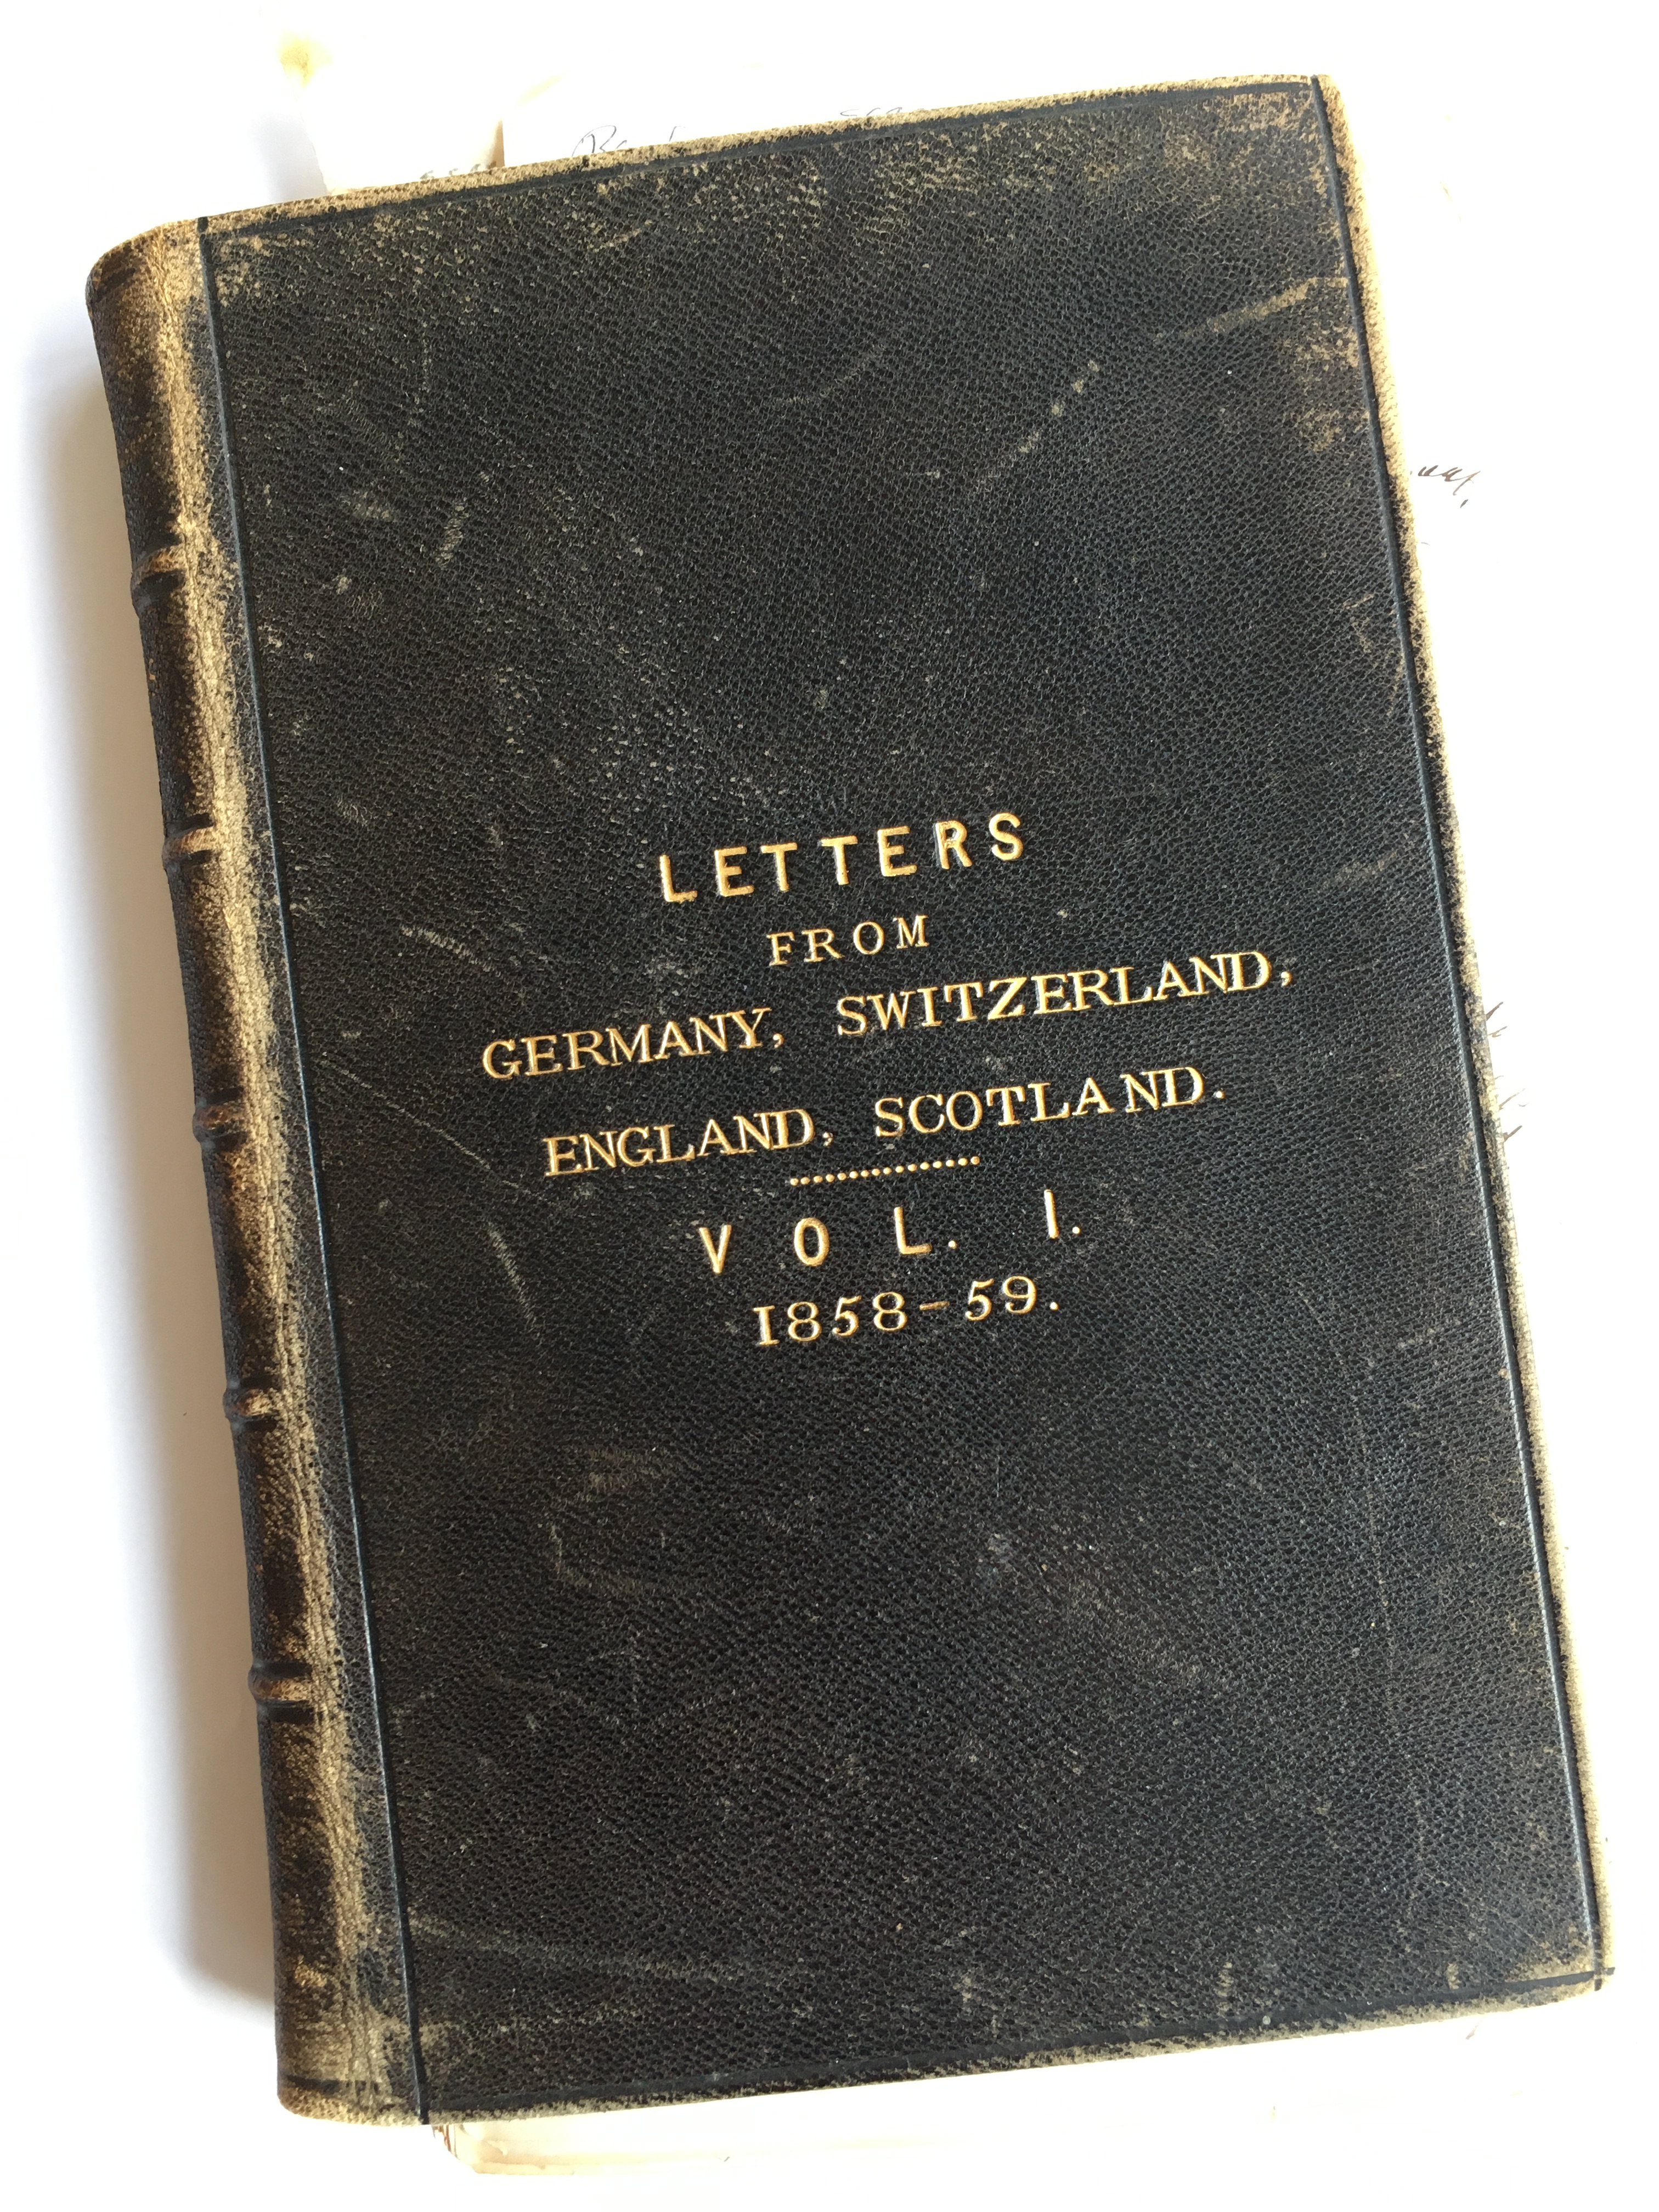 LETTERS
FROM
GERMANY, SWITZERLAND,
ENGLAND, SCOTLAND.
VOL. I.
1858-59.